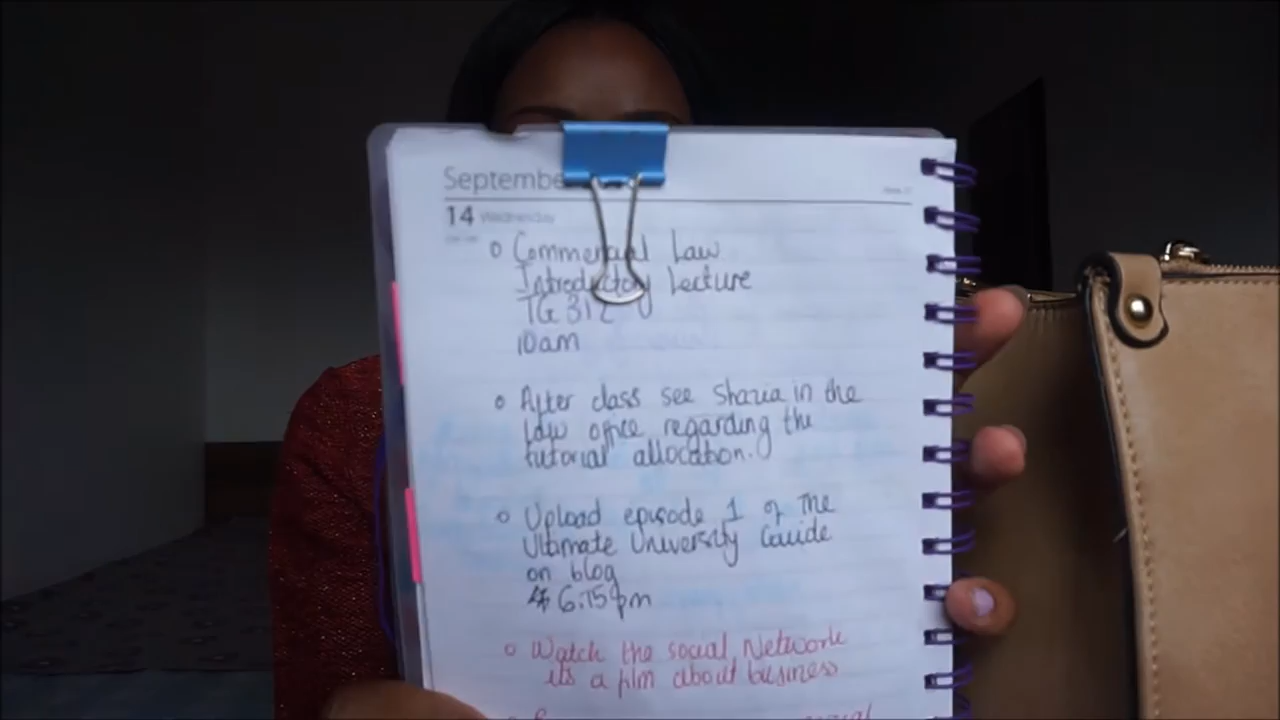 Septembe
14 Wednesday
o Commercial Law
Introductory Lecture
TG 312
10am
o After class see Sharia in the
law office regarding the
tutorial allocation.
o Upload episode 1 of The
Ultimate University Guide
on blog
6.15pm
o Watch the social Network
its a film about business